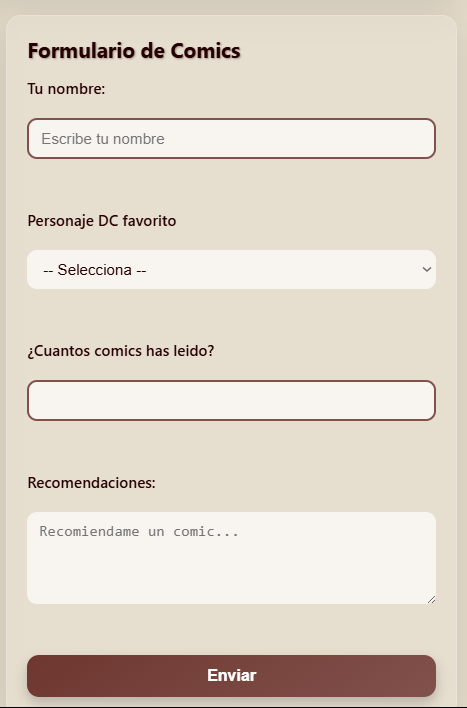 Formulario de Comics
Tu nombre:
Escribe tu nombre
Personaje DC favorito
-- Selecciona --
¿Cuantos comics has leido?
Recomendaciones:
Recomiendame un comic...
Enviar